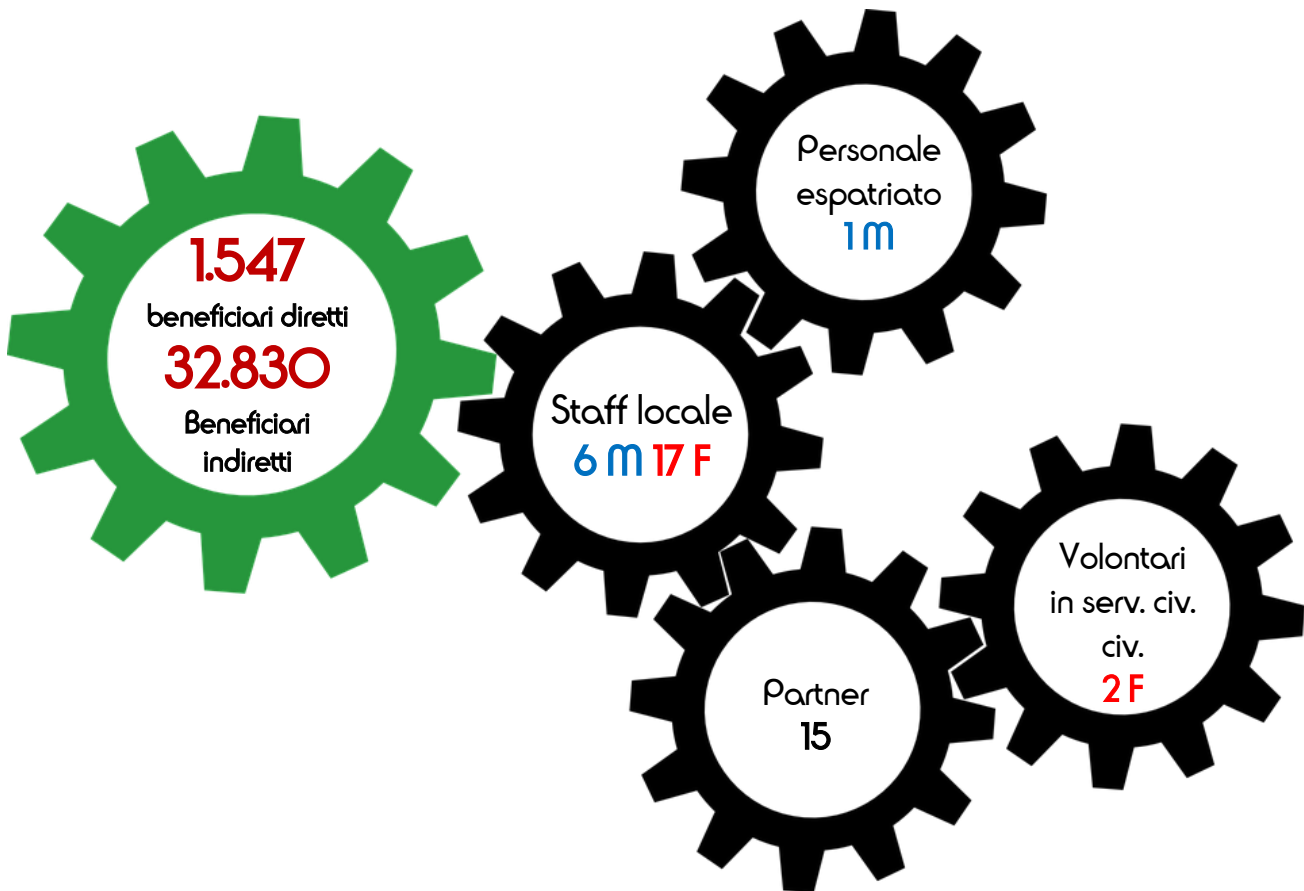 1.547
beneficiari diretti
32.830
Beneficiari
indiretti
Personale
espatriato
1 M
Staff locale
6 M 17 F
Partner
15
Volontari
in serv. civ.
civ.
2 F